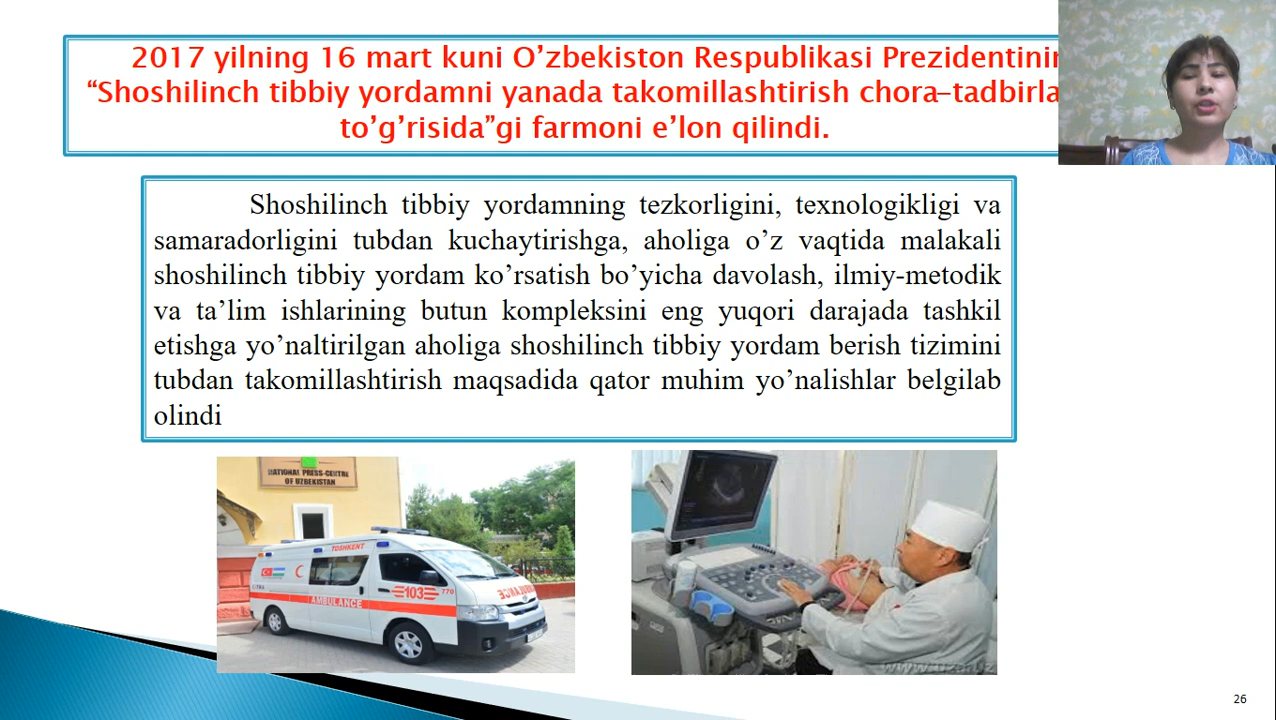 2017 yilning 16 mart kuni O’zbekiston Respublikasi
“Shoshilinch tibbiy yordamni yanada takomillashtirish
to’g’risida”gi farmoni e’lon qilindi.
Shoshilinch tibbiy yordamning tezkorligini, texnologikligi va
samaradorligini tubdan kuchaytirishga, aholiga o’z vaqtida malakali
shoshilinch tibbiy yordam ko’rsatish bo’yicha davolash, ilmiy-metodik
va ta’lim ishlarining butun kompleksini eng yuqori darajada tashkil
etishga yo’naltirilgan aholiga shoshilinch tibbiy yordam berish tizimini
tubdan takomillashtirish maqsadida qator muhim yo’nalishlar belgilab
olindi
NATIONAL PRESS-CENTRE
OF UZBEKISTAN
TOSHKENT
103 770
AMBULANCE
26